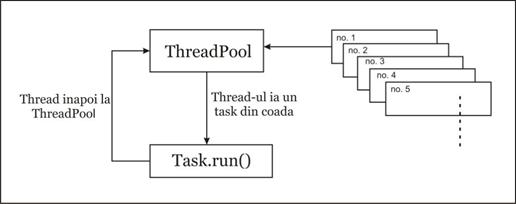 no. 1
no. 2
no. 3
no. 4
no. 5
ThreadPool
Thread inapoi la
ThreadPool
Thread-ul ia un
task din coada
Task.run()